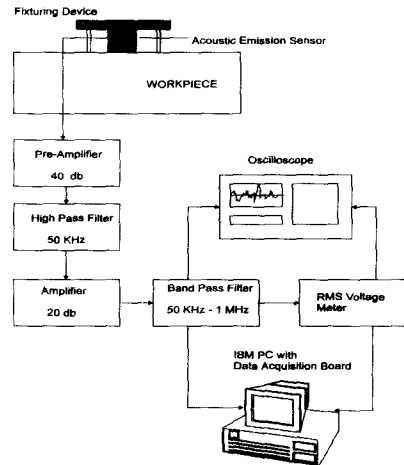 Fixturing Device
Acoustic Emission Sensor
WORKPIECE
Pre-Amplifier
40 db
Oscilloscope
High Pass Filter
50 KHz
Amplifier
20 db
Band Pass Filter
50 KHz - 1 MHz
RMS Voltage
Meter
IBM PC with
Data Acquisition Board